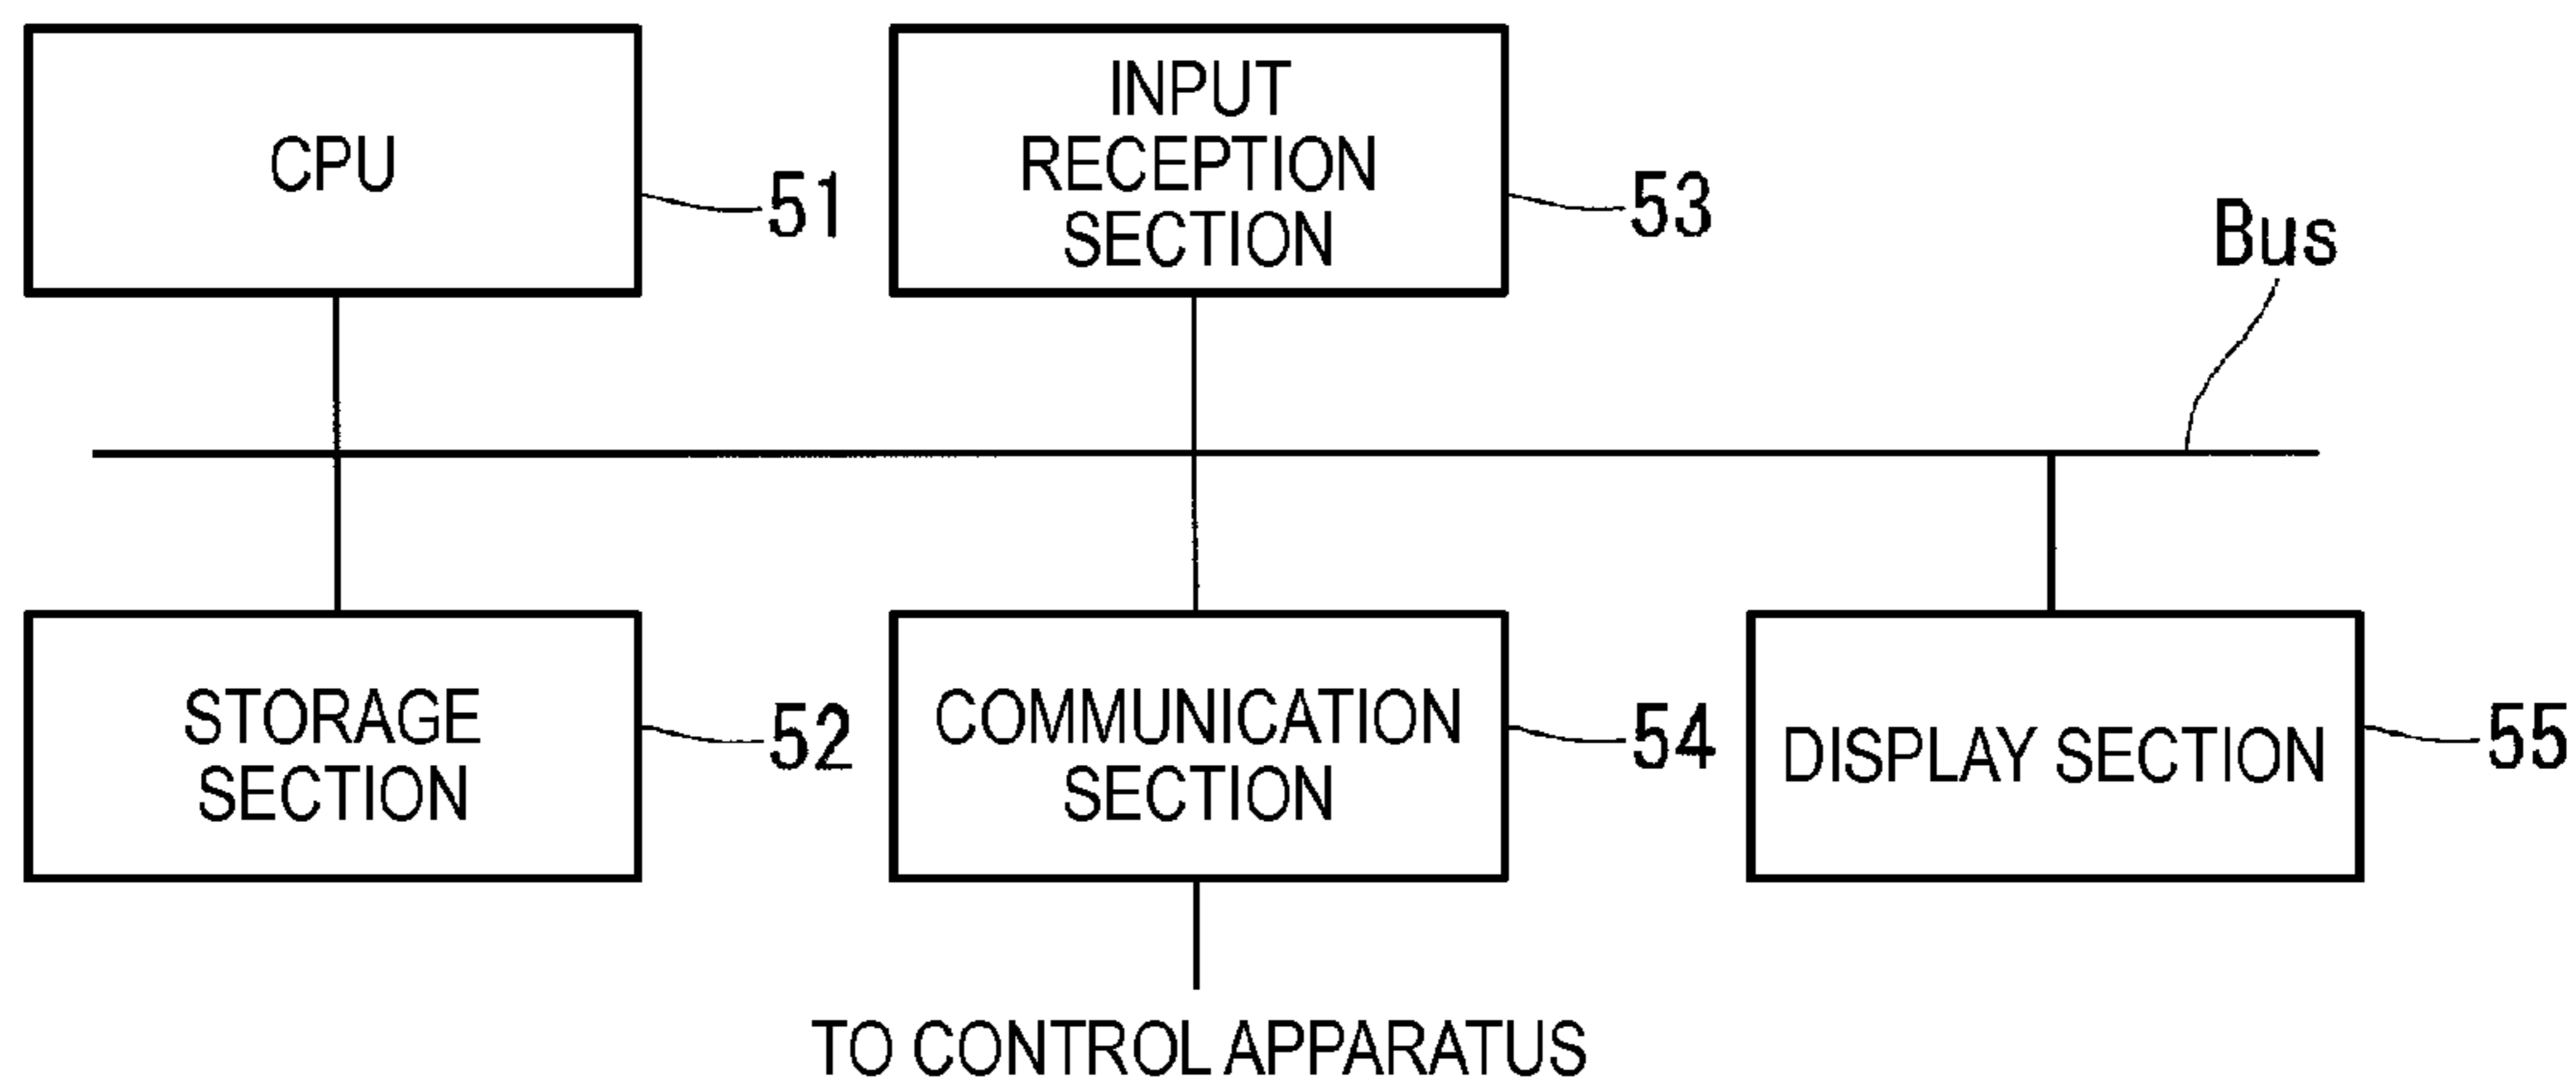 CPU
51
INPUT
RECEPTION
SECTION
53
Bus
STORAGE
SECTION
52
COMMUNICATION
SECTION
54
DISPLAY SECTION
55
TO CONTROL APPARATUS